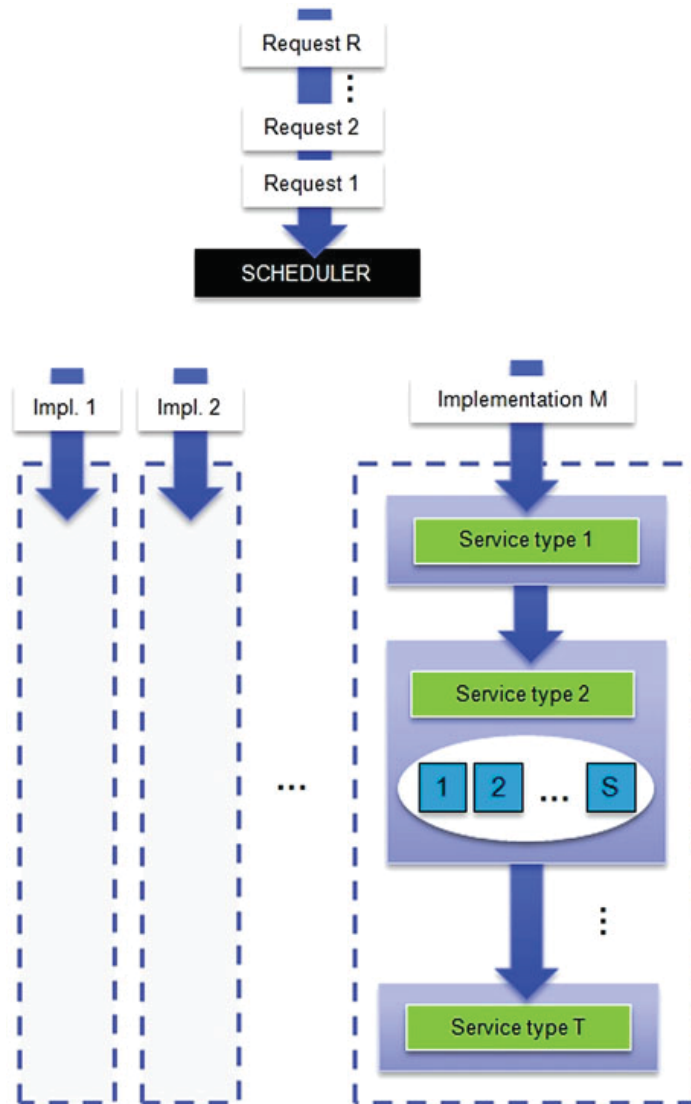 Request R
⋮
Request 2
Request 1
SCHEDULER
Impl. 1
Impl. 2
Implementation M
Service type 1
Service type 2
1 2 ... S
...
⋮
Service type T